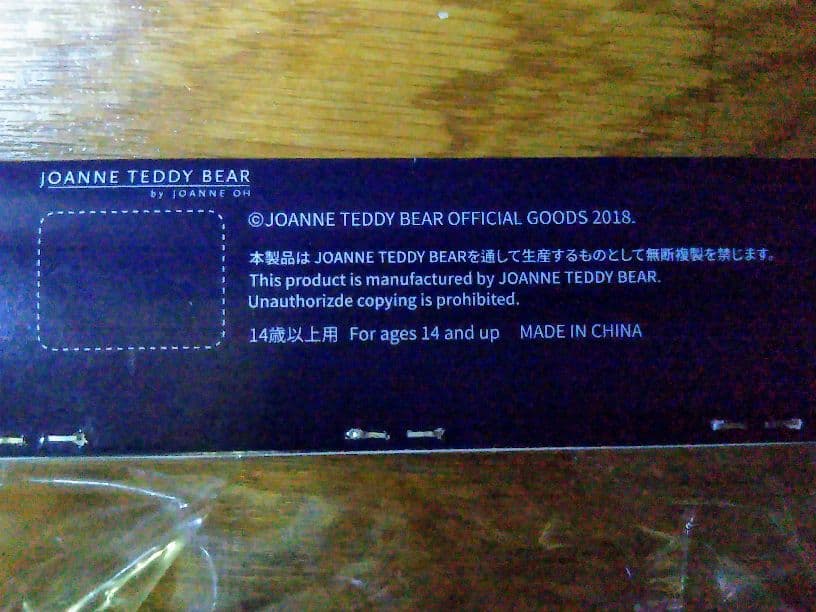 JOANNE TEDDY BEAR
by JOANNE OH
©JOANNE TEDDY BEAR OFFICIAL GOODS 2018.
本製品は JOANNE TEDDY BEARを通して生産するものとして無断複製を禁じます。
This product is manufactured by JOANNE TEDDY BEAR.
Unauthorizde copying is prohibited.
14歳以上用 For ages 14 and up MADE IN CHINA